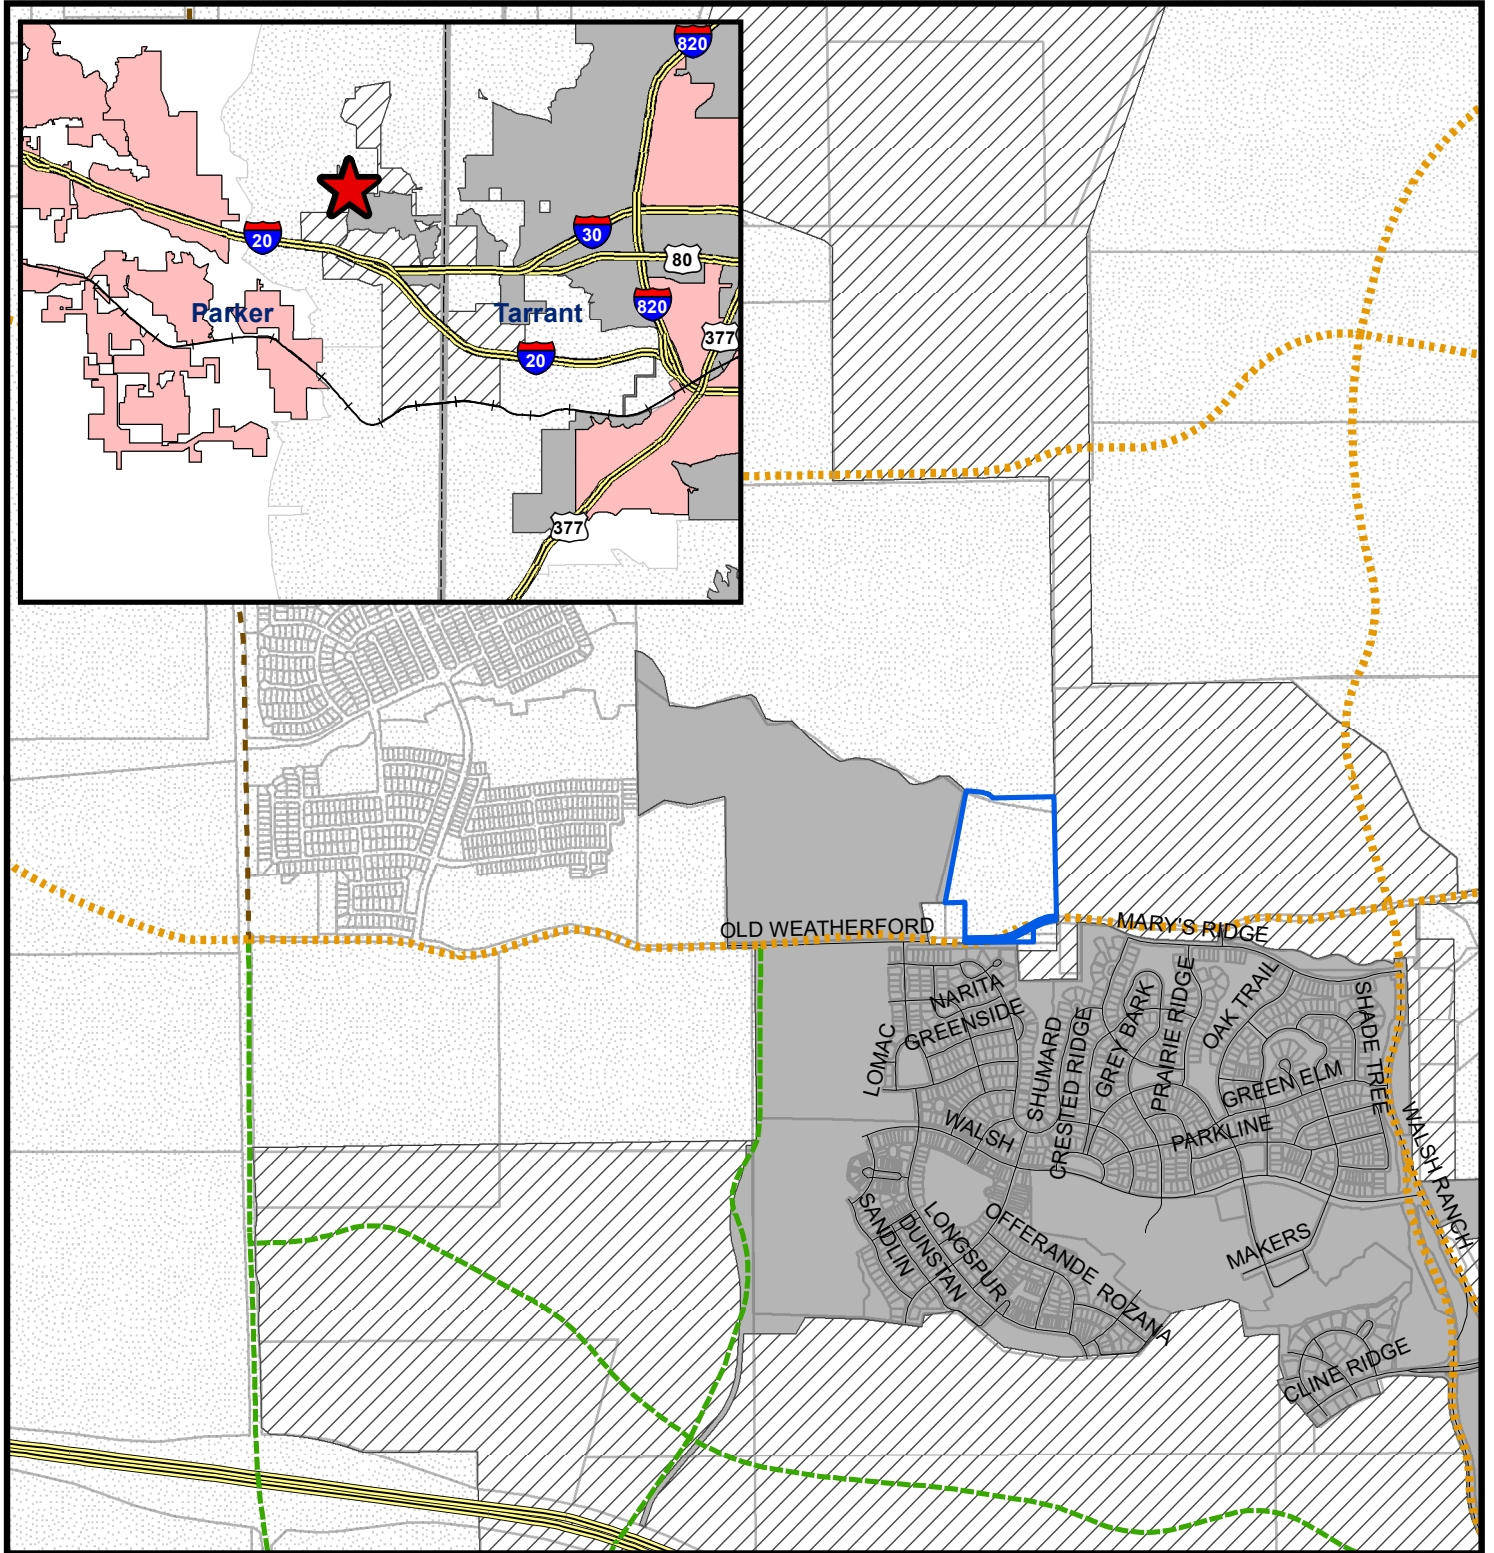 820
20
30
80
Parker
Tarrant
820
377
20
377
OLD WEATHERFORD
MARY'S RIDGE
NARITA
GREENSIDE
LOMAC
SHUMARD
CRESTED RIDGE
GREY BARK
PRAIRIE RIDGE
OAK TRAIL
SHADE TREE
GREEN ELM
WALSH
PARKLINE
WALSH RANCH
SANDLIN
DUNSTAN
LONGSPUR
OFFERANDE
ROZANA
MAKERS
CLINE RIDGE